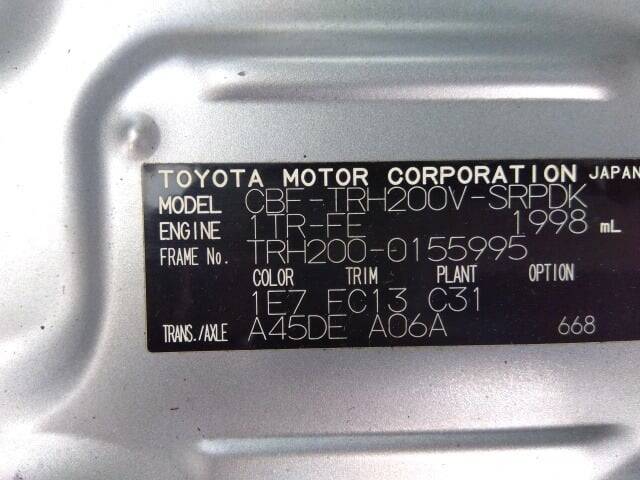 TOYOTA MOTOR CORPORATION JAPAN
MODEL CBF-TRH200V-SRPDK
ENGINE 1TR-FE 1998 mL
FRAME No. TRH200-0155995
COLOR TRIM PLANT OPTION
1E7 FC13 C31
TRANS./AXLE A45DE A06A 668